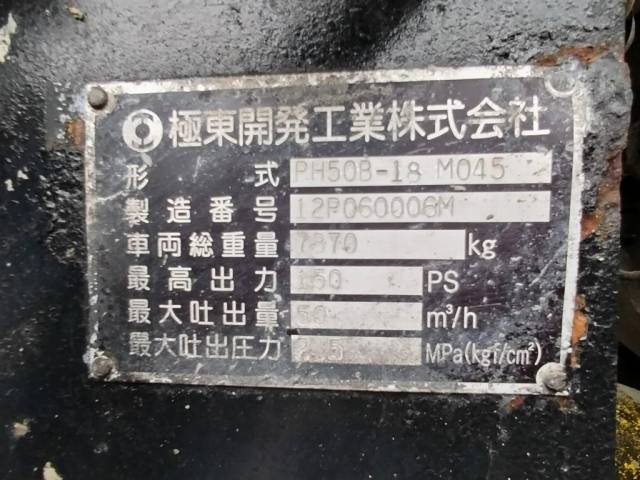 極東開発工業株式会社
形式 PH50B-18 M045
製造番号 12P060006M
車両総重量 7870 kg
最高出力 150 PS
最大吐出量 50 m³/h
最大吐出圧力 MPa(kgf/cm²)